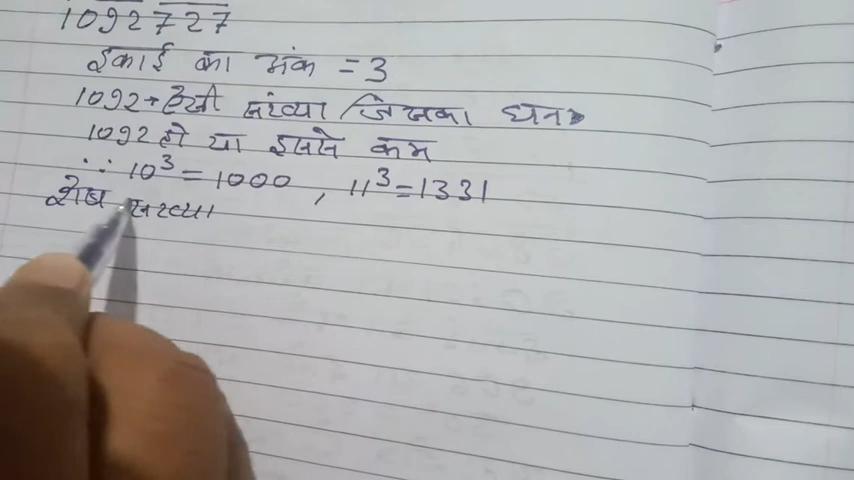 1092727
इकाई का अंक = 3
1092 → ऐसी संख्या जिसका घन
1092 हो या इससे कम
∵ 10³ = 1000 , 11³ = 1331
शेष संख्या